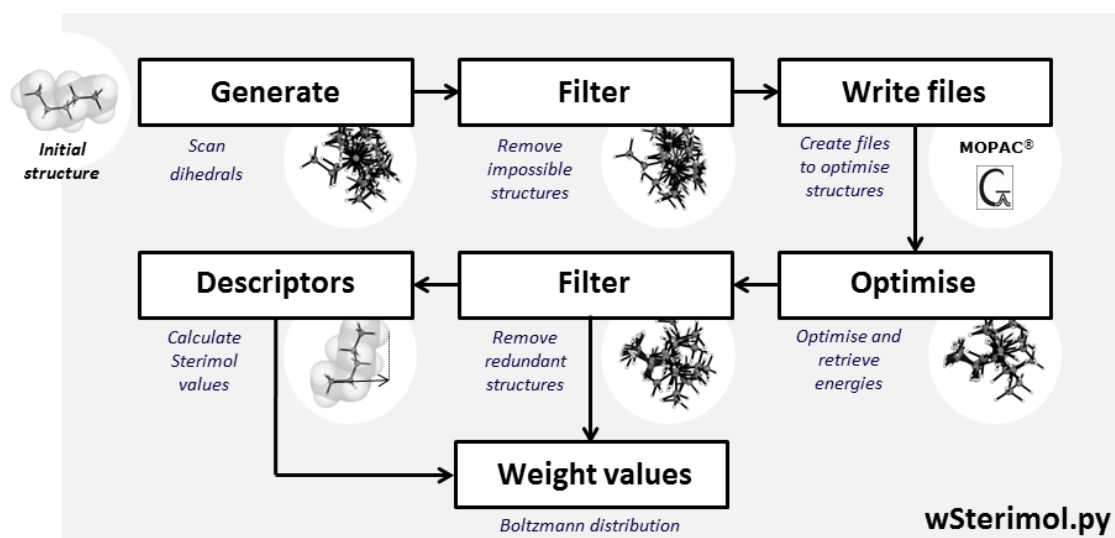 Initial
structure
Generate
Scan
dihedrals
Filter
Remove
impossible
structures
Write files
Create files
to optimise
structures
MOPAC®
Optimise
Optimise and
retrieve
energies
Filter
Remove
redundant
structures
Descriptors
Calculate
Sterimol
values
Weight values
Boltzmann distribution
wSterimol.py